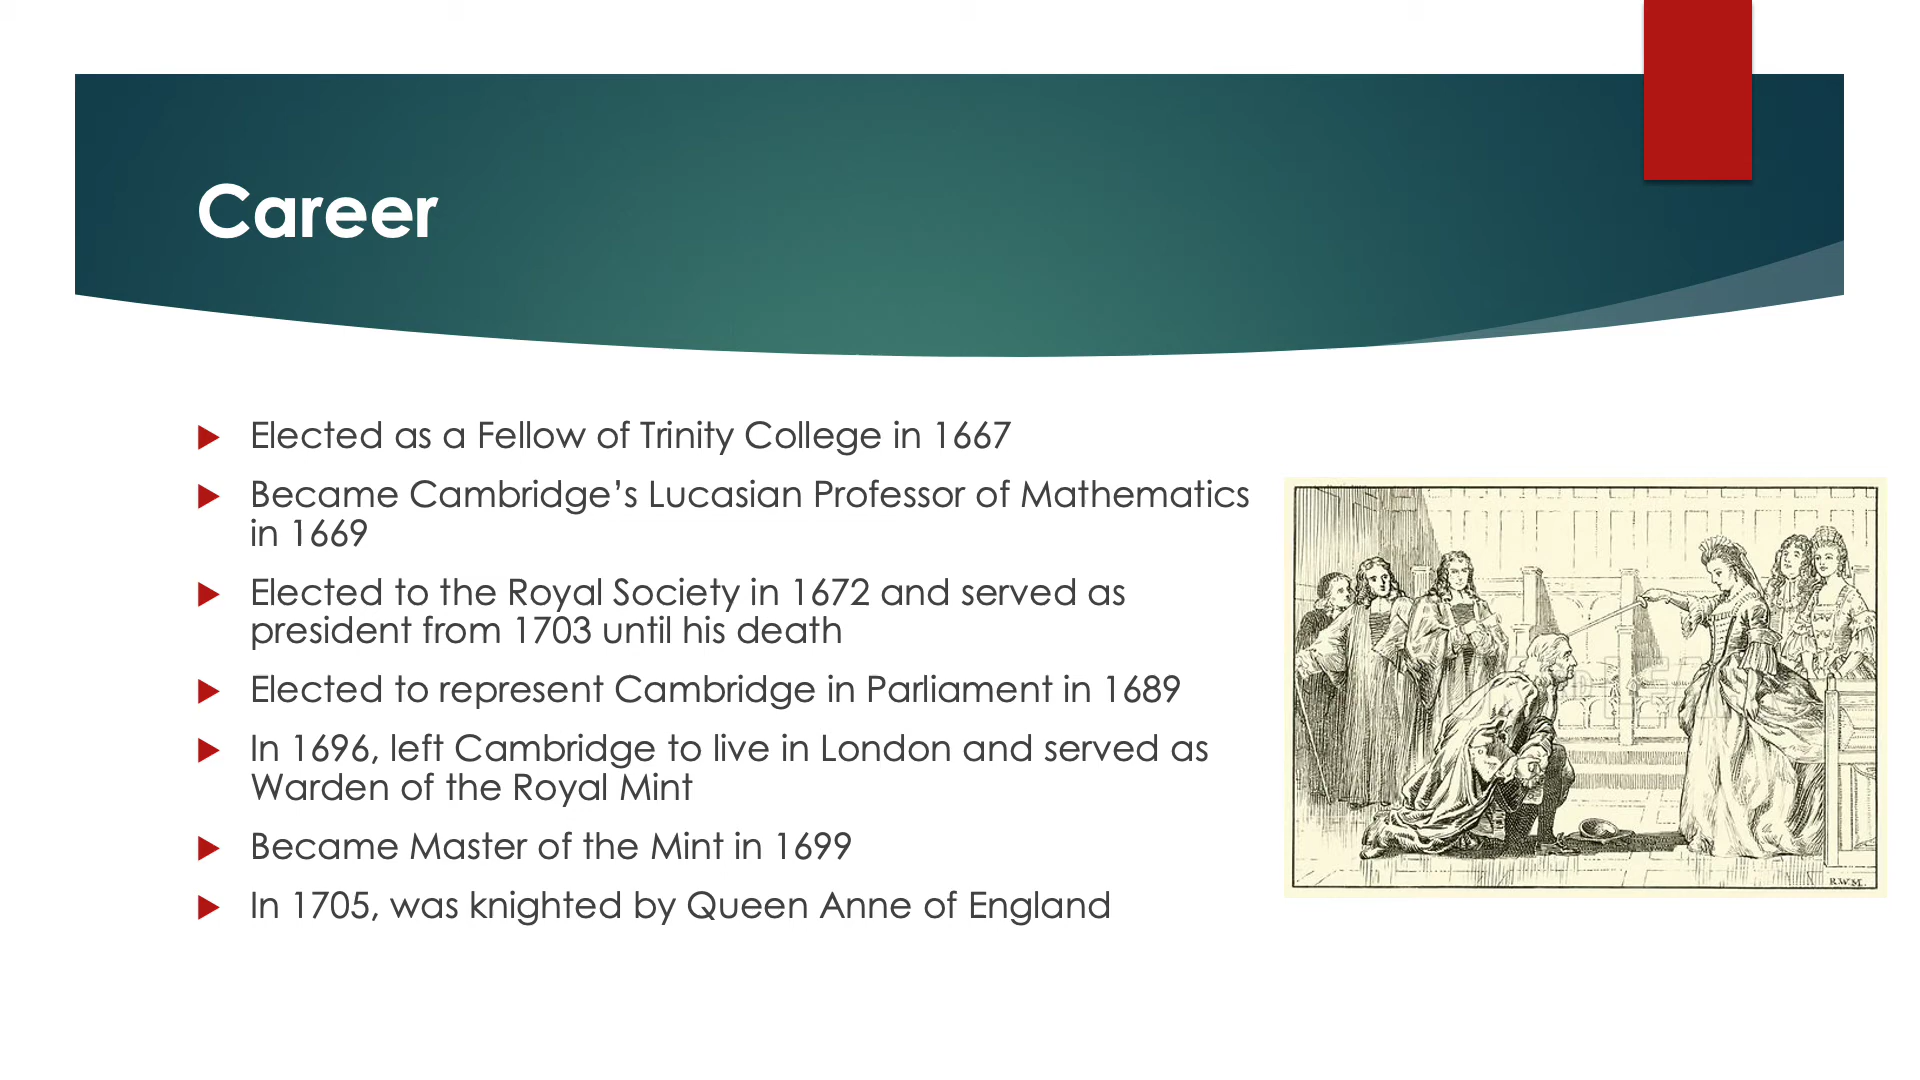 Career
Elected as a Fellow of Trinity College in 1667
Became Cambridge’s Lucasian Professor of Mathematics
in 1669
Elected to the Royal Society in 1672 and served as
president from 1703 until his death
Elected to represent Cambridge in Parliament in 1689
In 1696, left Cambridge to live in London and served as
Warden of the Royal Mint
Became Master of the Mint in 1699
In 1705, was knighted by Queen Anne of England
R.W.M.